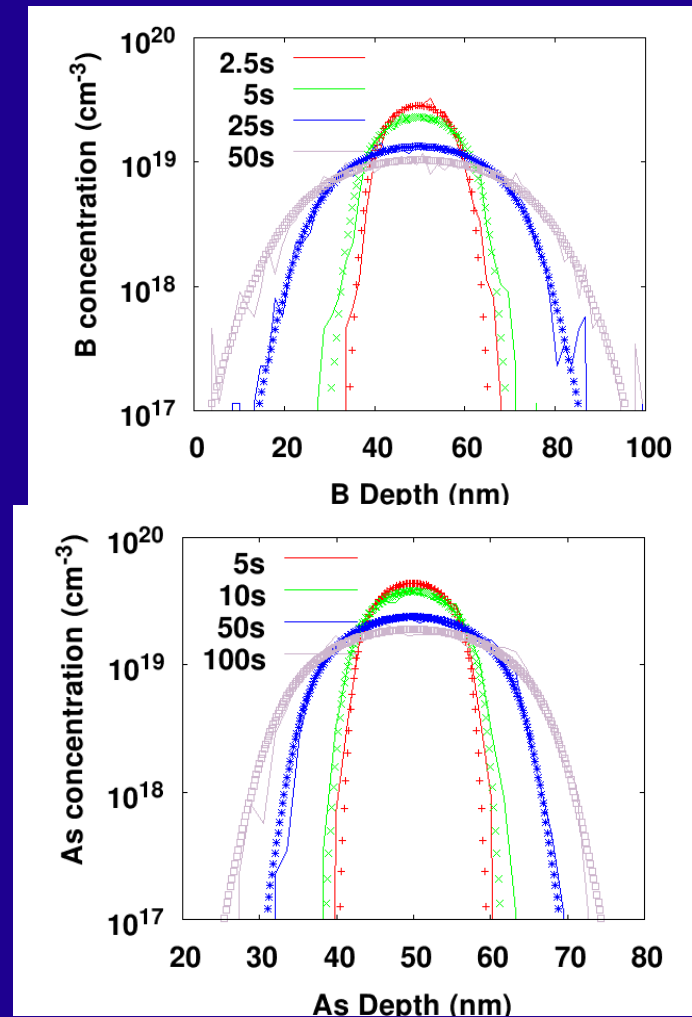 10^20
2.5s
5s
25s
50s
10^19
10^18
10^17
B concentration (cm^-3)
0 20 40 60 80 100
B Depth (nm)
10^20
5s
10s
50s
100s
10^19
10^18
10^17
As concentration (cm^-3)
20 30 40 50 60 70 80
As Depth (nm)